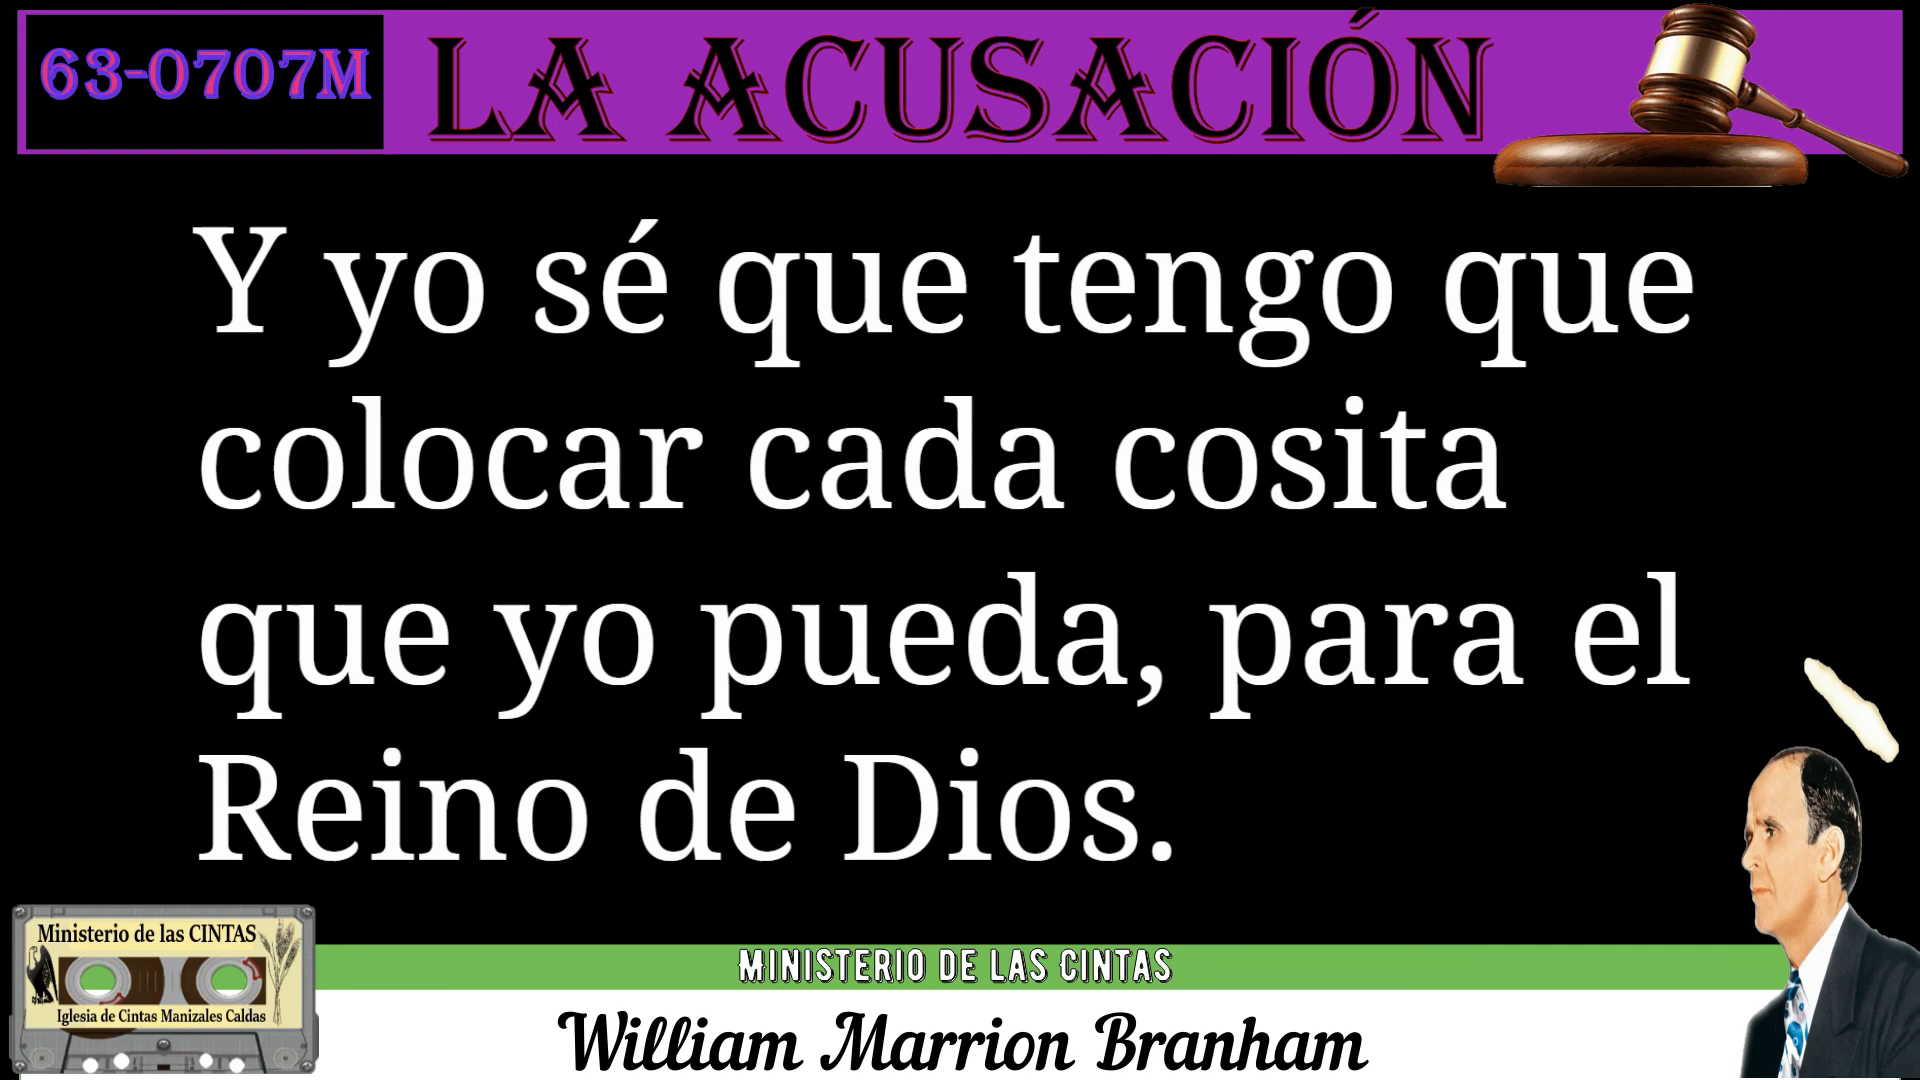 63-0707M
LA ACUSACIÓN
Y yo sé que tengo que
colocar cada cosita
que yo pueda, para el
Reino de Dios.
Ministerio de las CINTAS
Iglesia de Cintas Manizales Caldas
MINISTERIO DE LAS CINTAS
William Marrion Branham